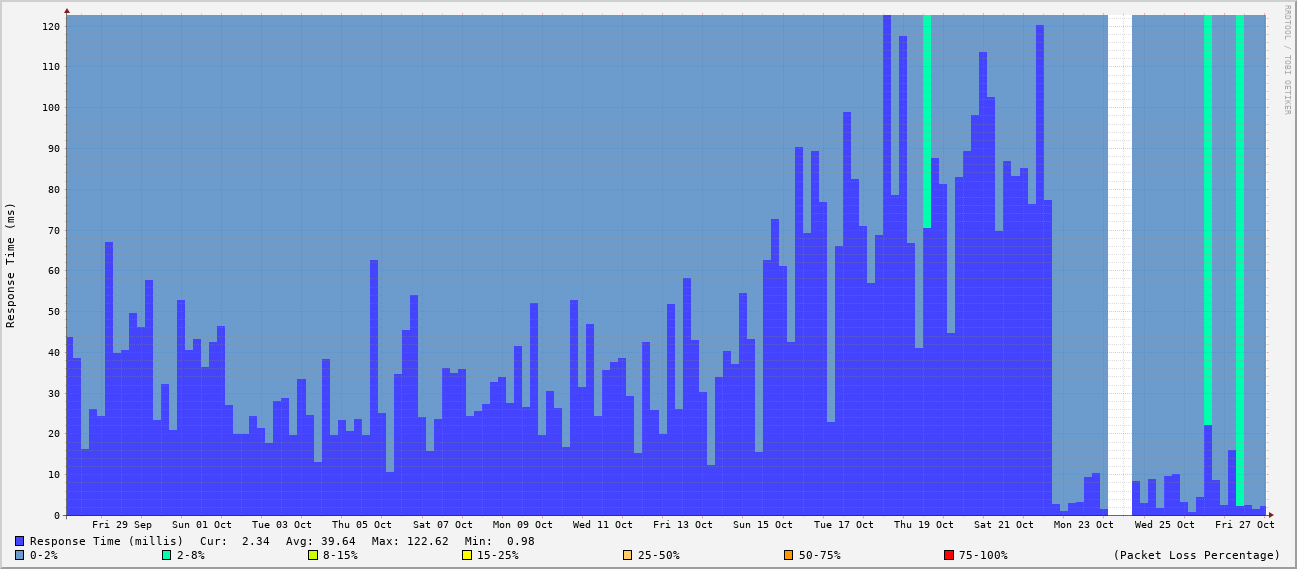 RRDTOOL / TOBI OETIKER
Response Time (ms)
120
110
100
90
80
70
60
50
40
30
20
10
0
Fri 29 Sep Sun 01 Oct Tue 03 Oct Thu 05 Oct Sat 07 Oct Mon 09 Oct Wed 11 Oct Fri 13 Oct Sun 15 Oct Tue 17 Oct Thu 19 Oct Sat 21 Oct Mon 23 Oct Wed 25 Oct Fri 27 Oct
Response Time (millis) Cur: 2.34 Avg: 39.64 Max: 122.62 Min: 0.98
0-2% 2-8% 8-15% 15-25% 25-50% 50-75% 75-100% (Packet Loss Percentage)